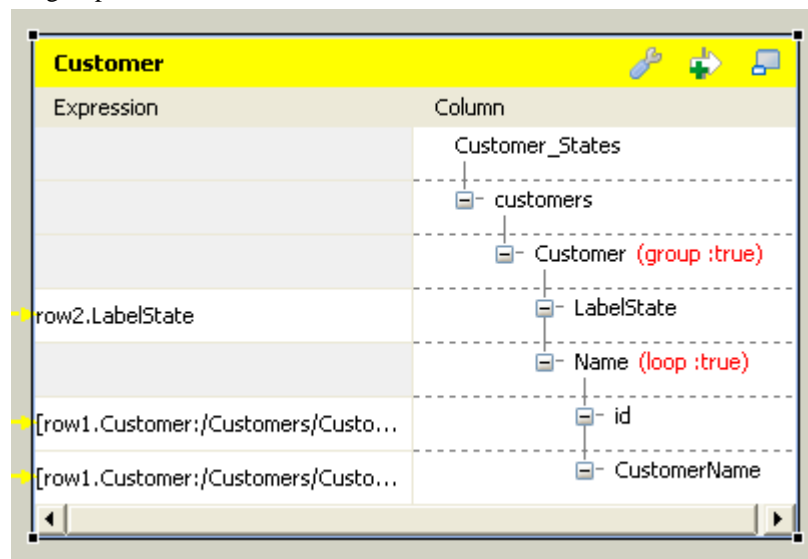 Customer
Expression Column
Customer_States
customers
Customer (group :true)
row2.LabelState LabelState
Name (loop :true)
[row1.Customer:/Customers/Custo... id
[row1.Customer:/Customers/Custo... CustomerName